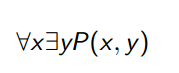 ∀x∃yP(x, y)